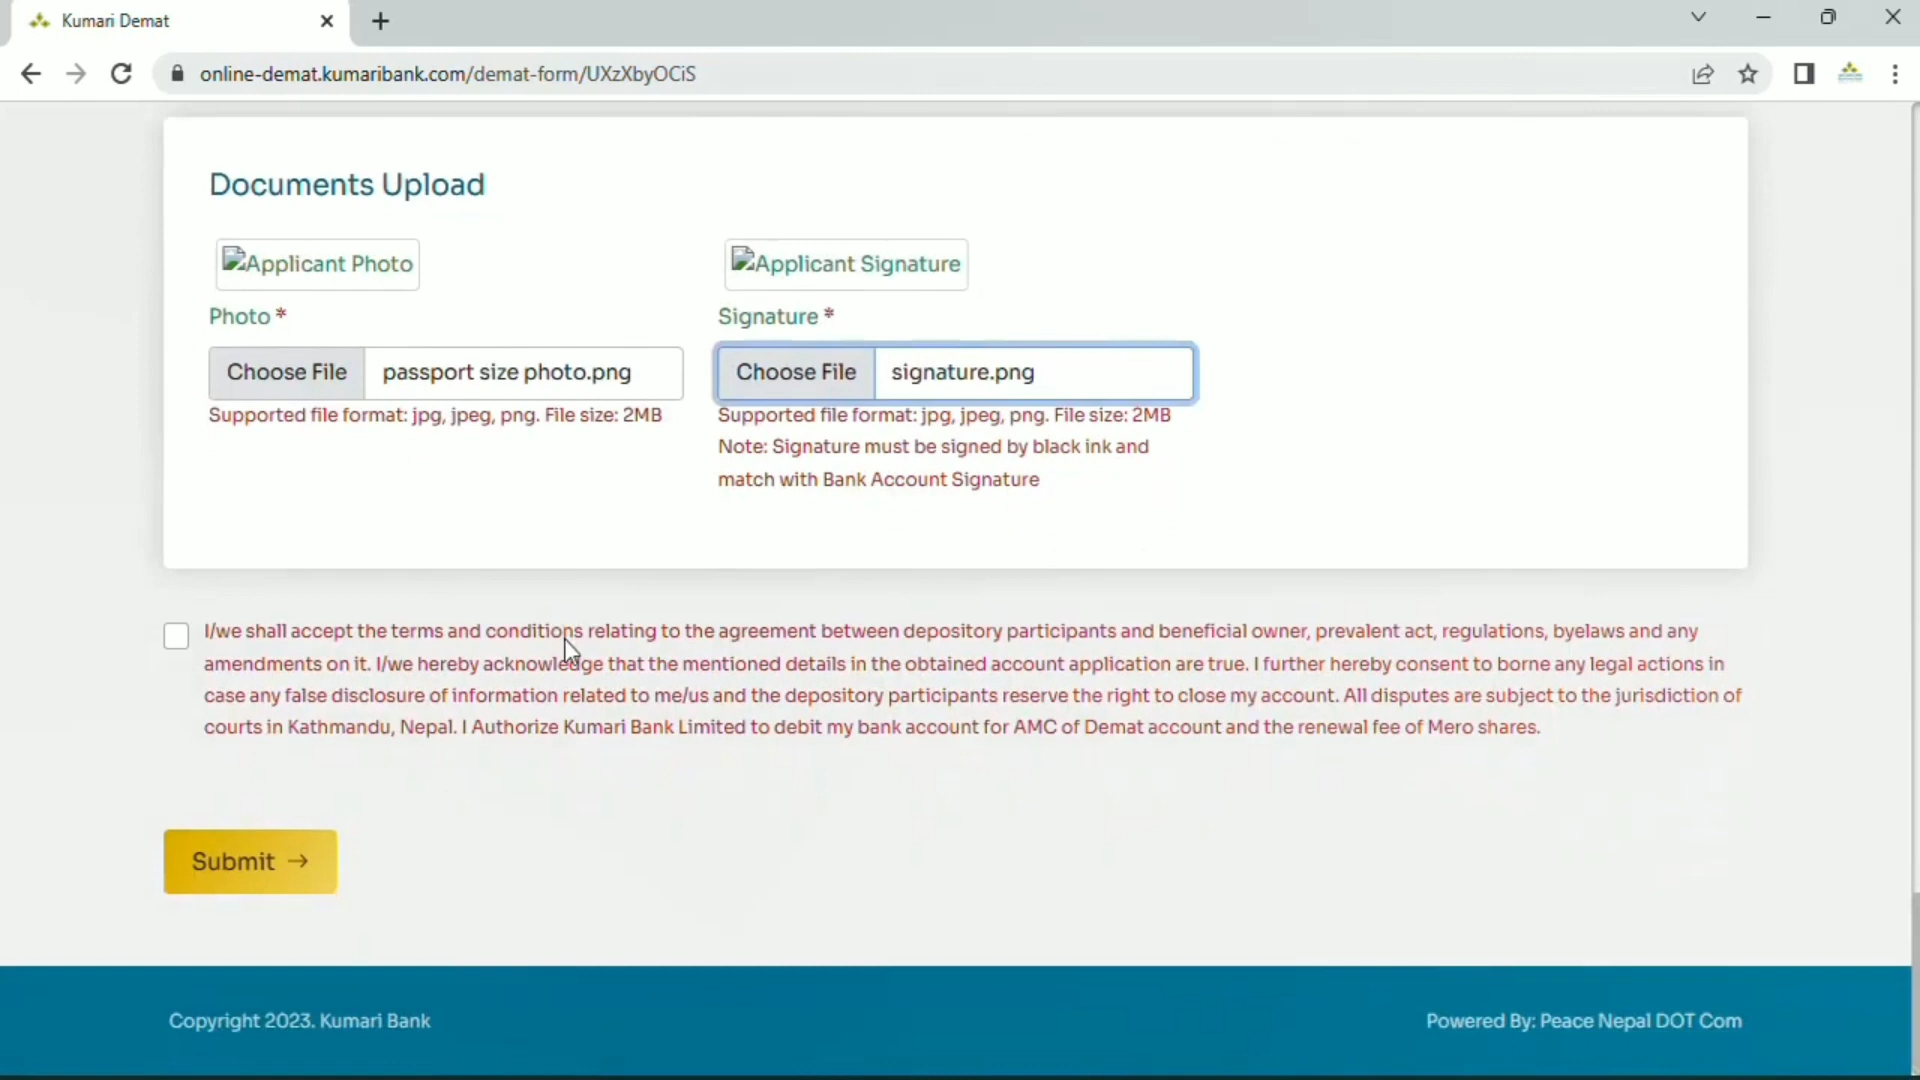 Kumari Demat
online-demat.kumaribank.com/demat-form/UXzXbyOCiS
Documents Upload
Applicant Photo
Applicant Signature
Photo *
Signature *
Choose File passport size photo.png
Choose File signature.png
Supported file format: jpg, jpeg, png. File size: 2MB
Supported file format: jpg, jpeg, png. File size: 2MB
Note: Signature must be signed by black ink and
match with Bank Account Signature
I/we shall accept the terms and conditions relating to the agreement between depository participants and beneficial owner, prevalent act, regulations, byelaws and any
amendments on it. I/we hereby acknowledge that the mentioned details in the obtained account application are true. I further hereby consent to borne any legal actions in
case any false disclosure of information related to me/us and the depository participants reserve the right to close my account. All disputes are subject to the jurisdiction of
courts in Kathmandu, Nepal. I Authorize Kumari Bank Limited to debit my bank account for AMC of Demat account and the renewal fee of Mero shares.
Submit →
Copyright 2023. Kumari Bank
Powered By: Peace Nepal DOT Com